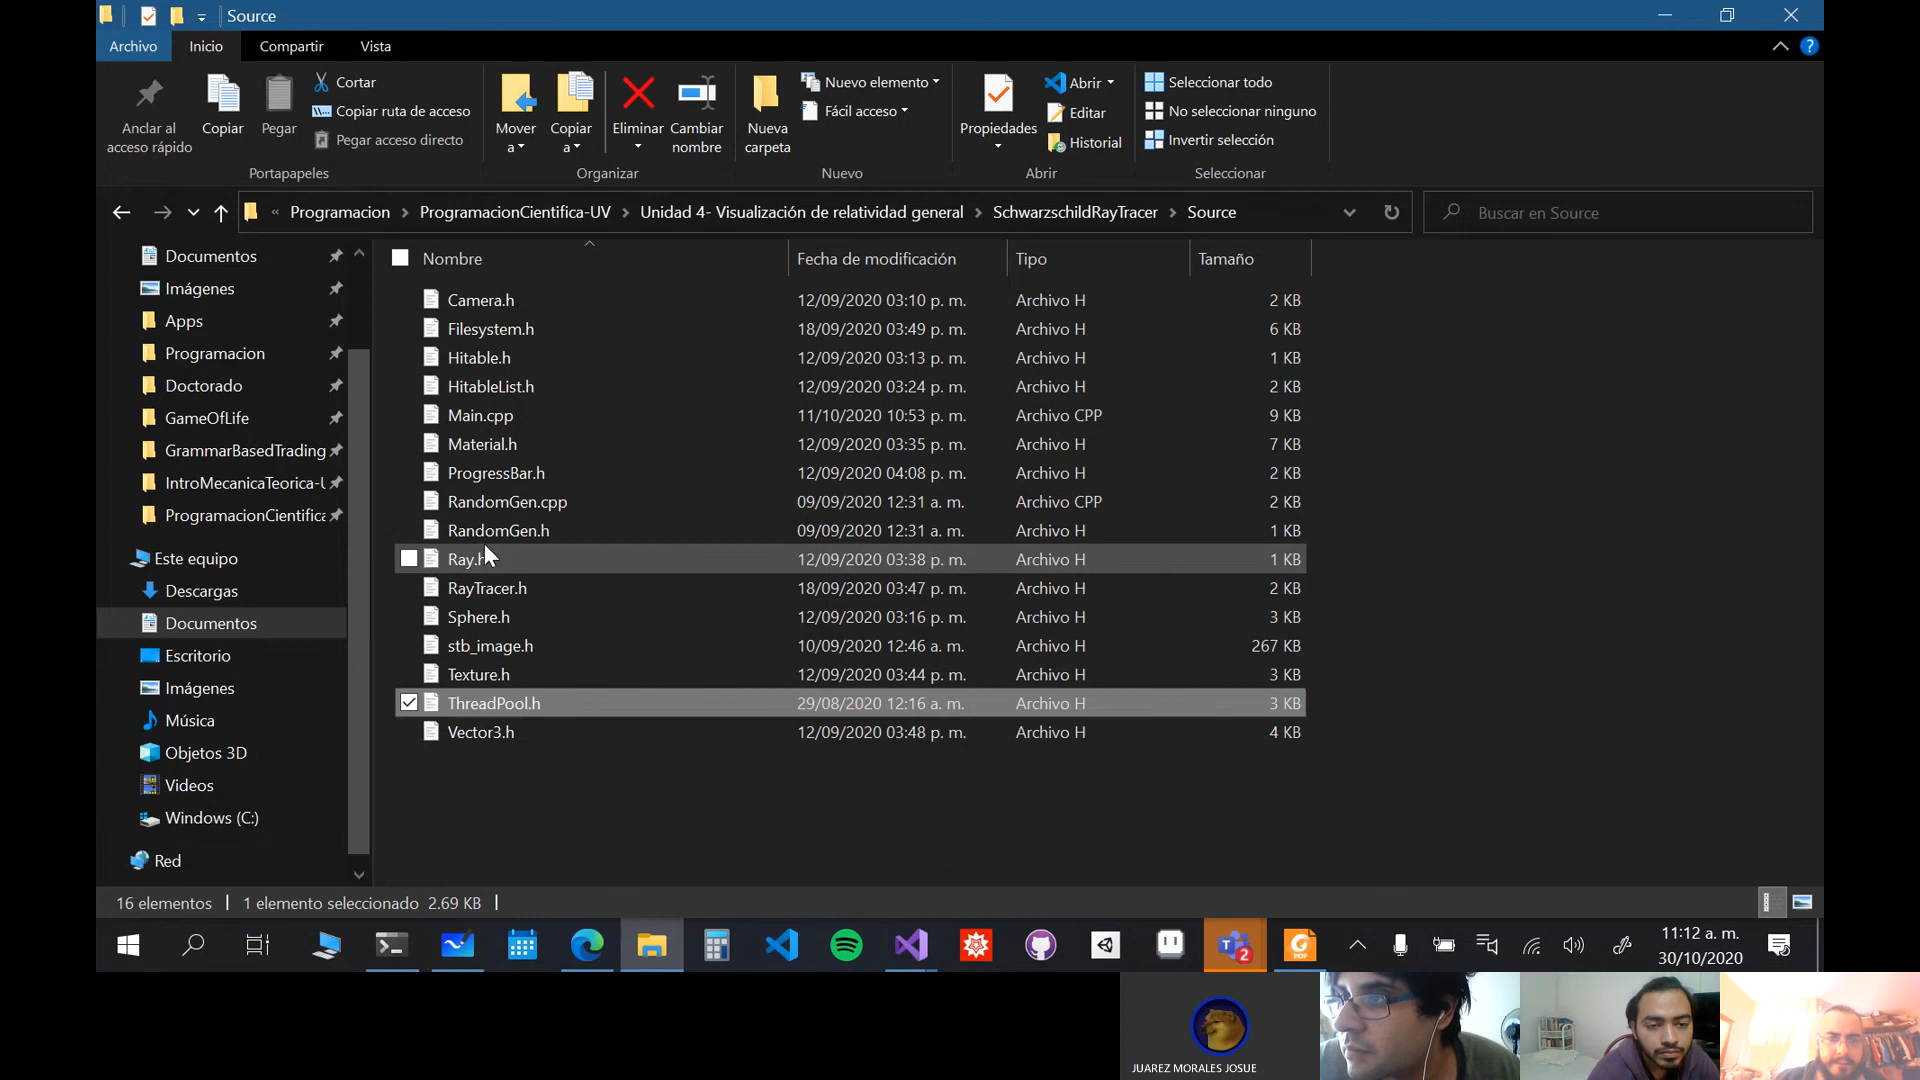 Source
Archivo Inicio Compartir Vista
Anclar al acceso rápido
Copiar
Pegar
Cortar
Copiar ruta de acceso
Pegar acceso directo
Portapapeles
Mover a
Copiar a
Eliminar
Cambiar nombre
Organizar
Nueva carpeta
Nuevo elemento
Fácil acceso
Nuevo
Propiedades
Abrir
Editar
Historial
Abrir
Seleccionar todo
No seleccionar ninguno
Invertir selección
Seleccionar
« Programacion > ProgramacionCientifica-UV > Unidad 4- Visualización de relatividad general > SchwarzschildRayTracer > Source
Buscar en Source
Documentos
Imágenes
Apps
Programacion
Doctorado
GameOfLife
GrammarBasedTrading
IntroMecanicaTeorica-U
ProgramacionCientifica
Este equipo
Descargas
Documentos
Escritorio
Imágenes
Música
Objetos 3D
Videos
Windows (C:)
Red
Nombre Fecha de modificación Tipo Tamaño
Camera.h 12/09/2020 03:10 p. m. Archivo H 2 KB
Filesystem.h 18/09/2020 03:49 p. m. Archivo H 6 KB
Hitable.h 12/09/2020 03:13 p. m. Archivo H 1 KB
HitableList.h 12/09/2020 03:24 p. m. Archivo H 2 KB
Main.cpp 11/10/2020 10:53 p. m. Archivo CPP 9 KB
Material.h 12/09/2020 03:35 p. m. Archivo H 7 KB
ProgressBar.h 12/09/2020 04:08 p. m. Archivo H 2 KB
RandomGen.cpp 09/09/2020 12:31 a. m. Archivo CPP 2 KB
RandomGen.h 09/09/2020 12:31 a. m. Archivo H 1 KB
Ray.h 12/09/2020 03:38 p. m. Archivo H 1 KB
RayTracer.h 18/09/2020 03:47 p. m. Archivo H 2 KB
Sphere.h 12/09/2020 03:16 p. m. Archivo H 3 KB
stb_image.h 10/09/2020 12:46 a. m. Archivo H 267 KB
Texture.h 12/09/2020 03:44 p. m. Archivo H 3 KB
ThreadPool.h 29/08/2020 12:16 a. m. Archivo H 3 KB
Vector3.h 12/09/2020 03:48 p. m. Archivo H 4 KB
16 elementos 1 elemento seleccionado 2.69 KB
2
PDF
11:12 a. m.
30/10/2020
JUAREZ MORALES JOSUE